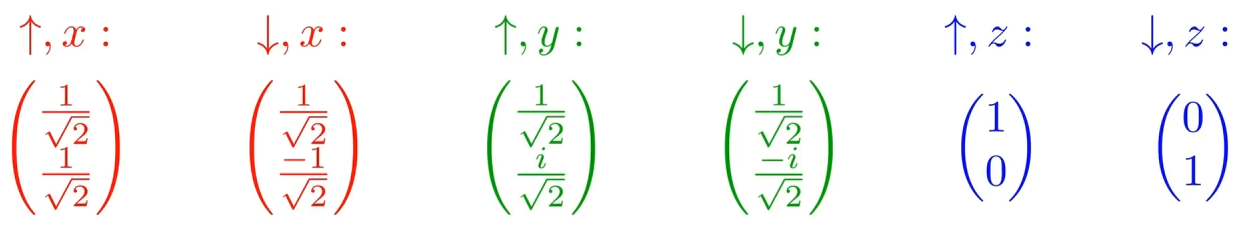 ↑, x : ↓, x : ↑, y : ↓, y : ↑, z : ↓, z :
(1/√2 1/√2) (1/√2 -1/√2) (1/√2 i/√2) (1/√2 -i/√2) (1 0) (0 1)